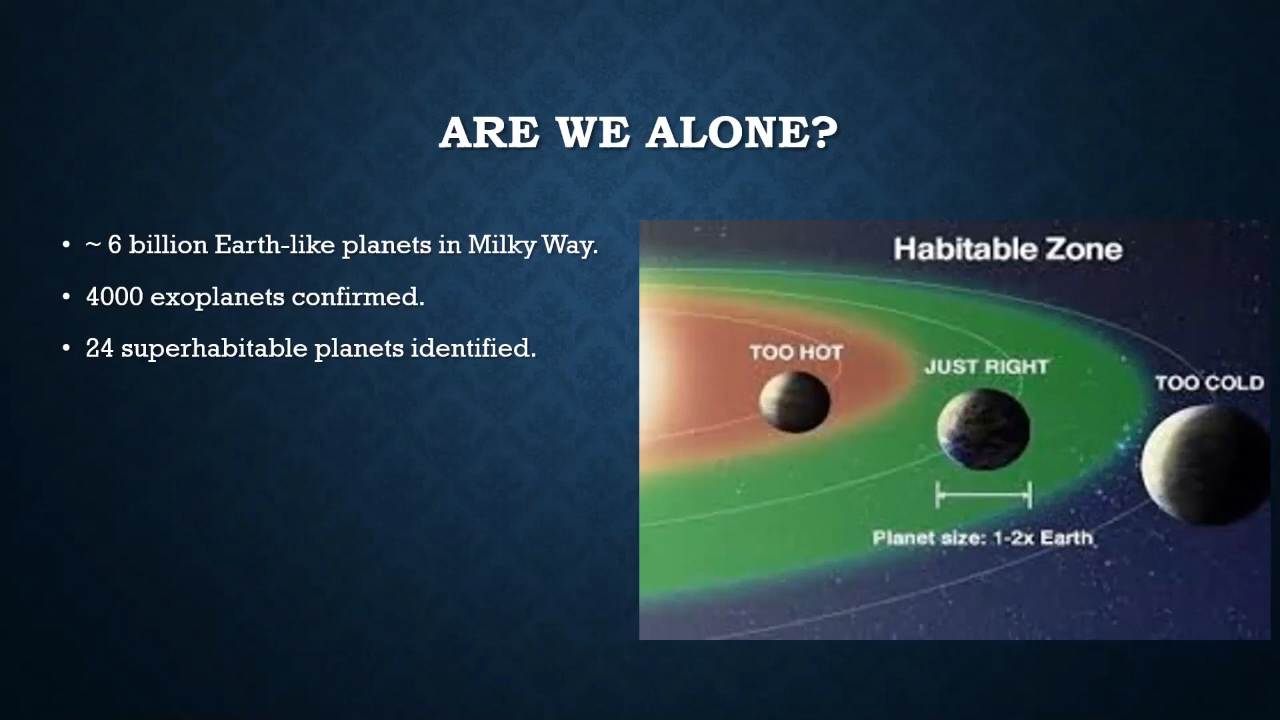 ARE WE ALONE?
• ~ 6 billion Earth-like planets in Milky Way.
• 4000 exoplanets confirmed.
• 24 superhabitable planets identified.
Habitable Zone
TOO HOT
JUST RIGHT
TOO COLD
Planet size: 1-2x Earth